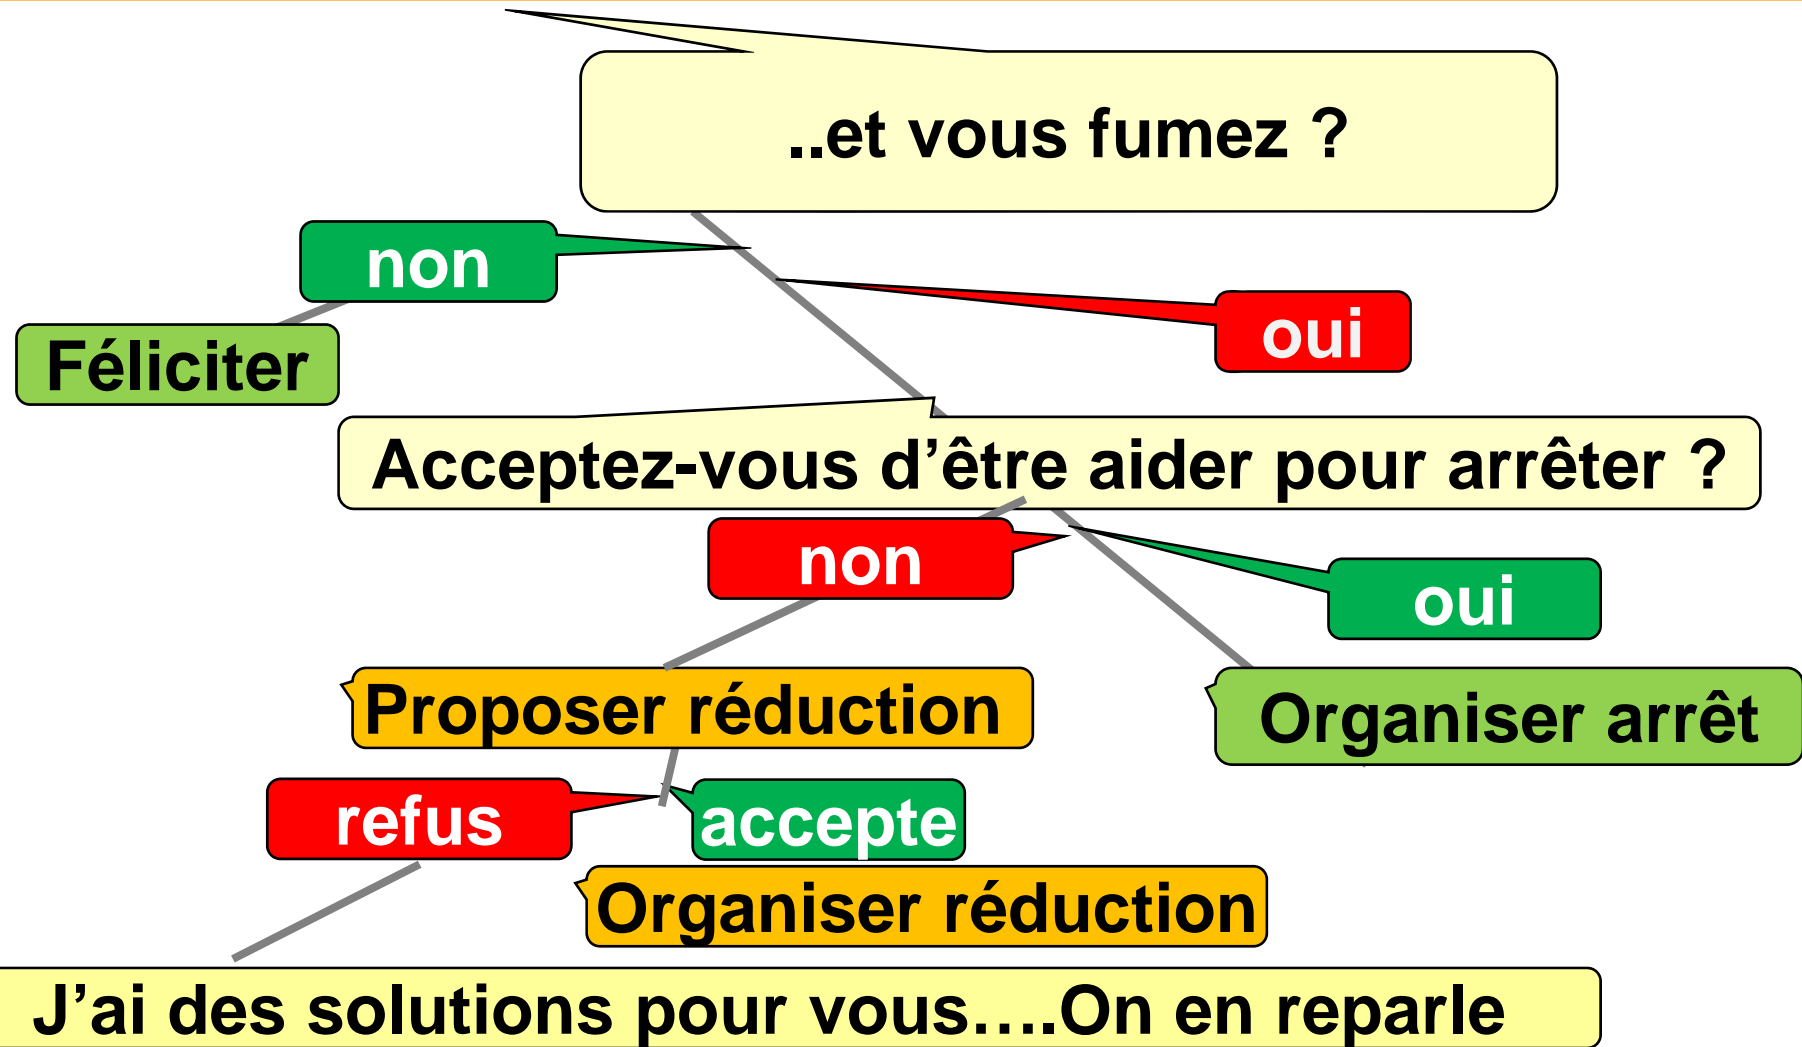 ..et vous fumez ?
non
oui
Féliciter
Acceptez-vous d’être aider pour arrêter ?
non
oui
Proposer réduction
Organiser arrêt
refus
accepte
Organiser réduction
J’ai des solutions pour vous….On en reparle